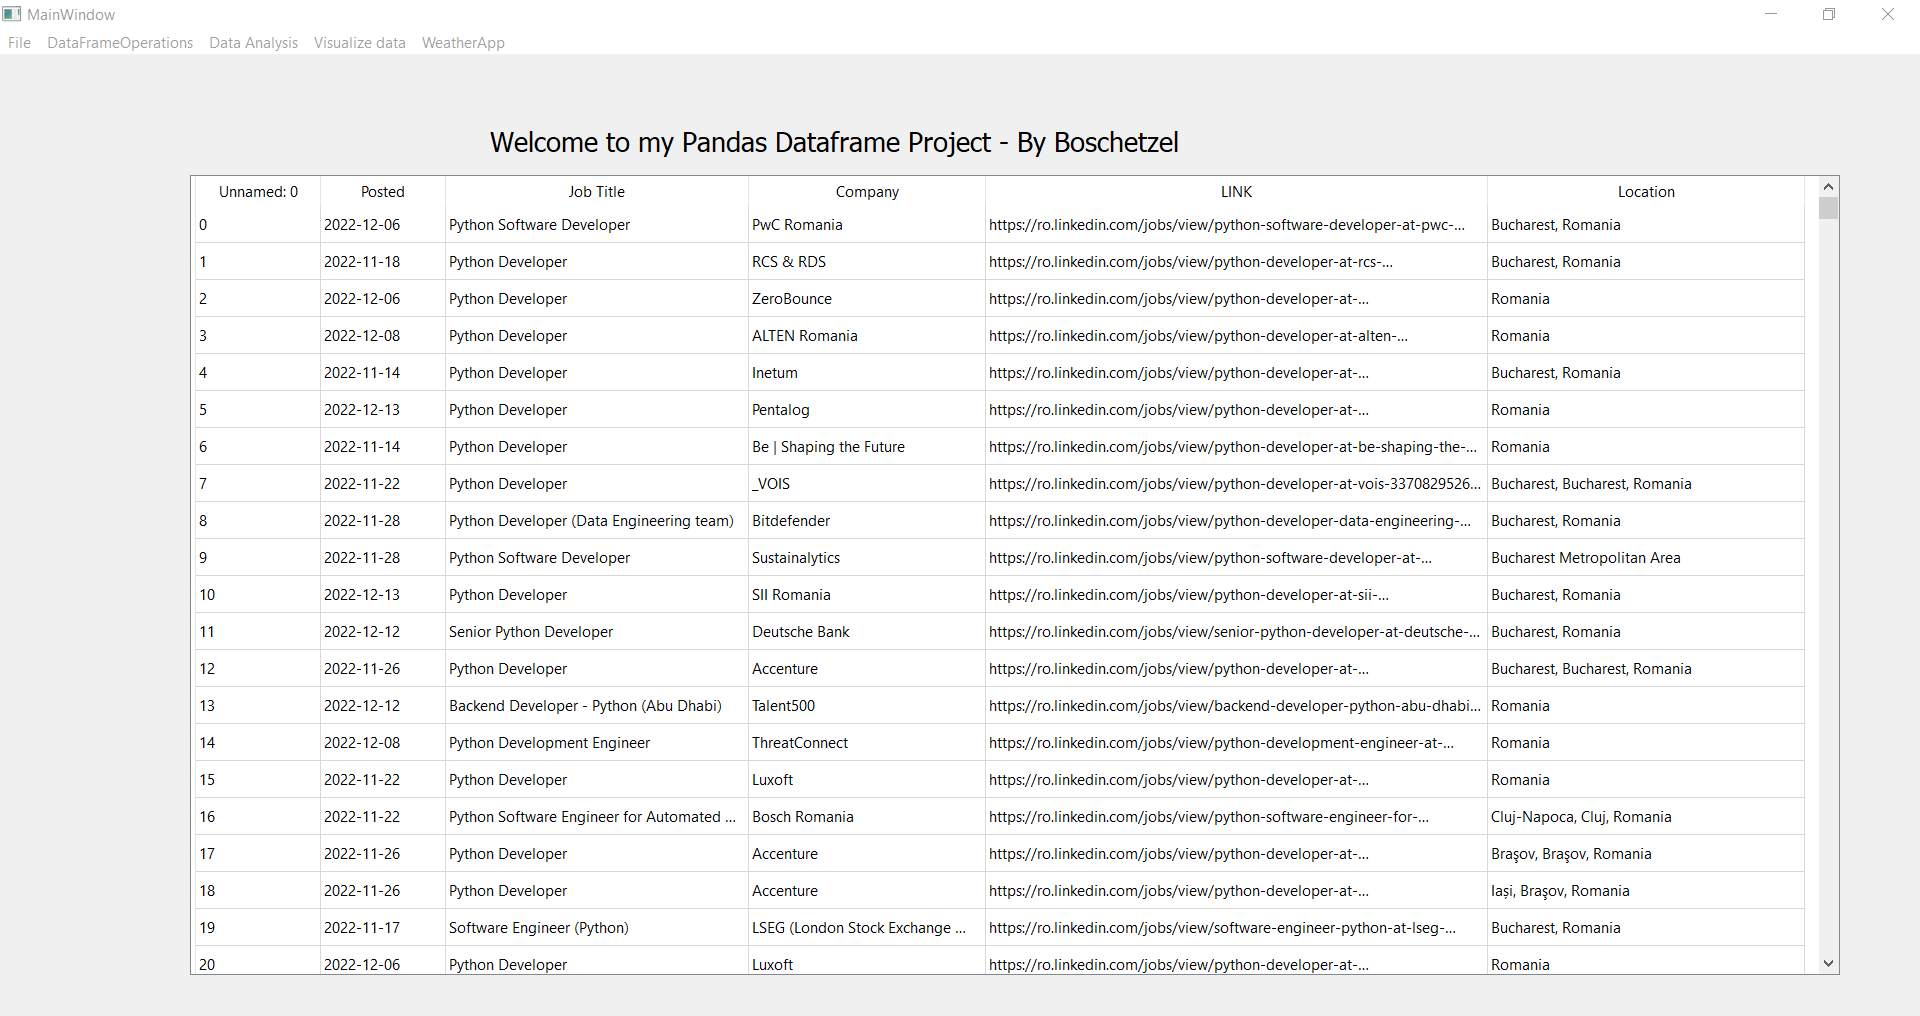 MainWindow
File DataFrameOperations Data Analysis Visualize data WeatherApp
Welcome to my Pandas Dataframe Project - By Boschetzel
Unnamed: 0 Posted Job Title Company LINK Location
0 2022-12-06 Python Software Developer PwC Romania https://ro.linkedin.com/jobs/view/python-software-developer-at-pwc-... Bucharest, Romania
1 2022-11-18 Python Developer RCS & RDS https://ro.linkedin.com/jobs/view/python-developer-at-rcs-... Bucharest, Romania
2 2022-12-06 Python Developer ZeroBounce https://ro.linkedin.com/jobs/view/python-developer-at-... Romania
3 2022-12-08 Python Developer ALTEN Romania https://ro.linkedin.com/jobs/view/python-developer-at-alten-... Romania
4 2022-11-14 Python Developer Inetum https://ro.linkedin.com/jobs/view/python-developer-at-... Bucharest, Romania
5 2022-12-13 Python Developer Pentalog https://ro.linkedin.com/jobs/view/python-developer-at-... Romania
6 2022-11-14 Python Developer Be | Shaping the Future https://ro.linkedin.com/jobs/view/python-developer-at-be-shaping-the-... Romania
7 2022-11-22 Python Developer _VOIS https://ro.linkedin.com/jobs/view/python-developer-at-vois-3370829526... Bucharest, Bucharest, Romania
8 2022-11-28 Python Developer (Data Engineering team) Bitdefender https://ro.linkedin.com/jobs/view/python-developer-data-engineering-... Bucharest, Romania
9 2022-11-28 Python Software Developer Sustainalytics https://ro.linkedin.com/jobs/view/python-software-developer-at-... Bucharest Metropolitan Area
10 2022-12-13 Python Developer SII Romania https://ro.linkedin.com/jobs/view/python-developer-at-sii-... Bucharest, Romania
11 2022-12-12 Senior Python Developer Deutsche Bank https://ro.linkedin.com/jobs/view/senior-python-developer-at-deutsche-... Bucharest, Romania
12 2022-11-26 Python Developer Accenture https://ro.linkedin.com/jobs/view/python-developer-at-... Bucharest, Bucharest, Romania
13 2022-12-12 Backend Developer - Python (Abu Dhabi) Talent500 https://ro.linkedin.com/jobs/view/backend-developer-python-abu-dhabi... Romania
14 2022-12-08 Python Development Engineer ThreatConnect https://ro.linkedin.com/jobs/view/python-development-engineer-at-... Romania
15 2022-11-22 Python Developer Luxoft https://ro.linkedin.com/jobs/view/python-developer-at-... Romania
16 2022-11-22 Python Software Engineer for Automated ... Bosch Romania https://ro.linkedin.com/jobs/view/python-software-engineer-for-... Cluj-Napoca, Cluj, Romania
17 2022-11-26 Python Developer Accenture https://ro.linkedin.com/jobs/view/python-developer-at-... Braşov, Braşov, Romania
18 2022-11-26 Python Developer Accenture https://ro.linkedin.com/jobs/view/python-developer-at-... Iași, Braşov, Romania
19 2022-11-17 Software Engineer (Python) LSEG (London Stock Exchange ... https://ro.linkedin.com/jobs/view/software-engineer-python-at-lseg-... Bucharest, Romania
20 2022-12-06 Python Developer Luxoft https://ro.linkedin.com/jobs/view/python-developer-at-... Romania